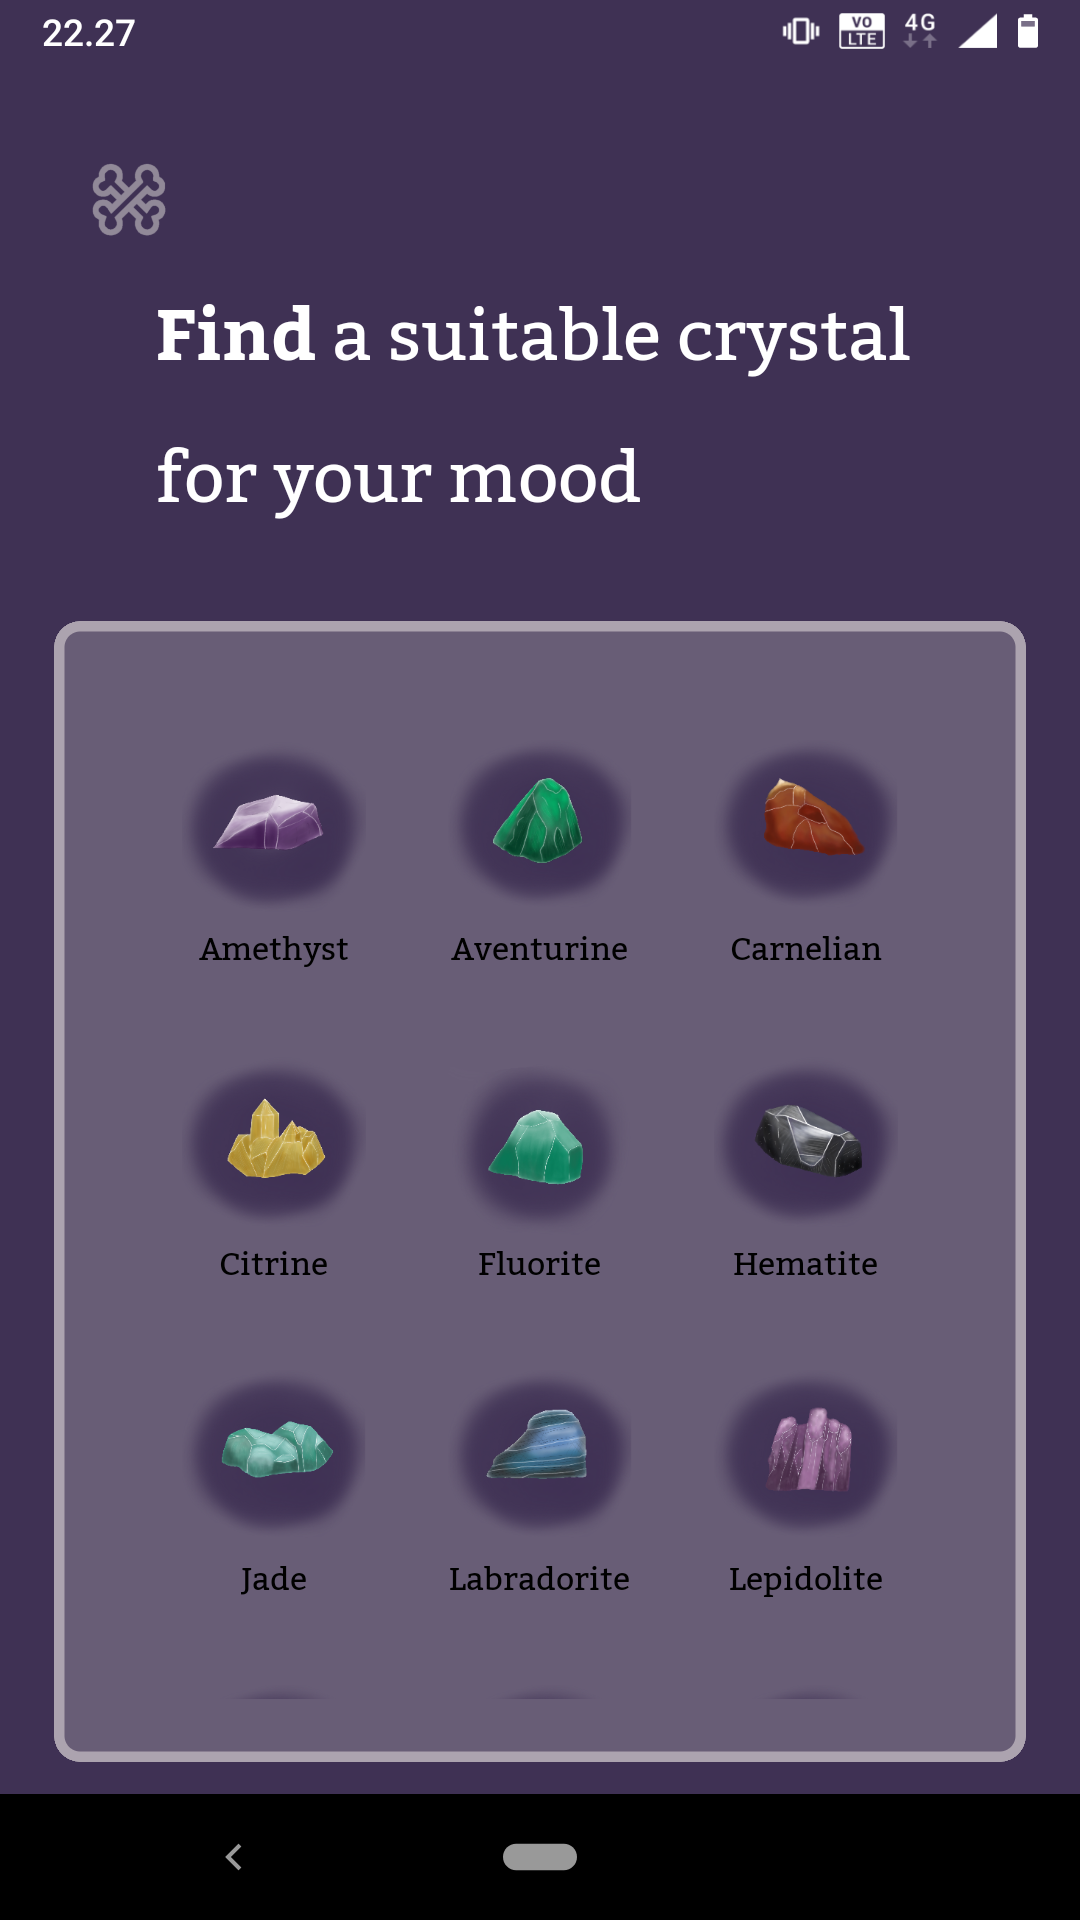 22.27
VO
LTE
4G
Find a suitable crystal
for your mood
Amethyst Aventurine Carnelian
Citrine Fluorite Hematite
Jade Labradorite Lepidolite